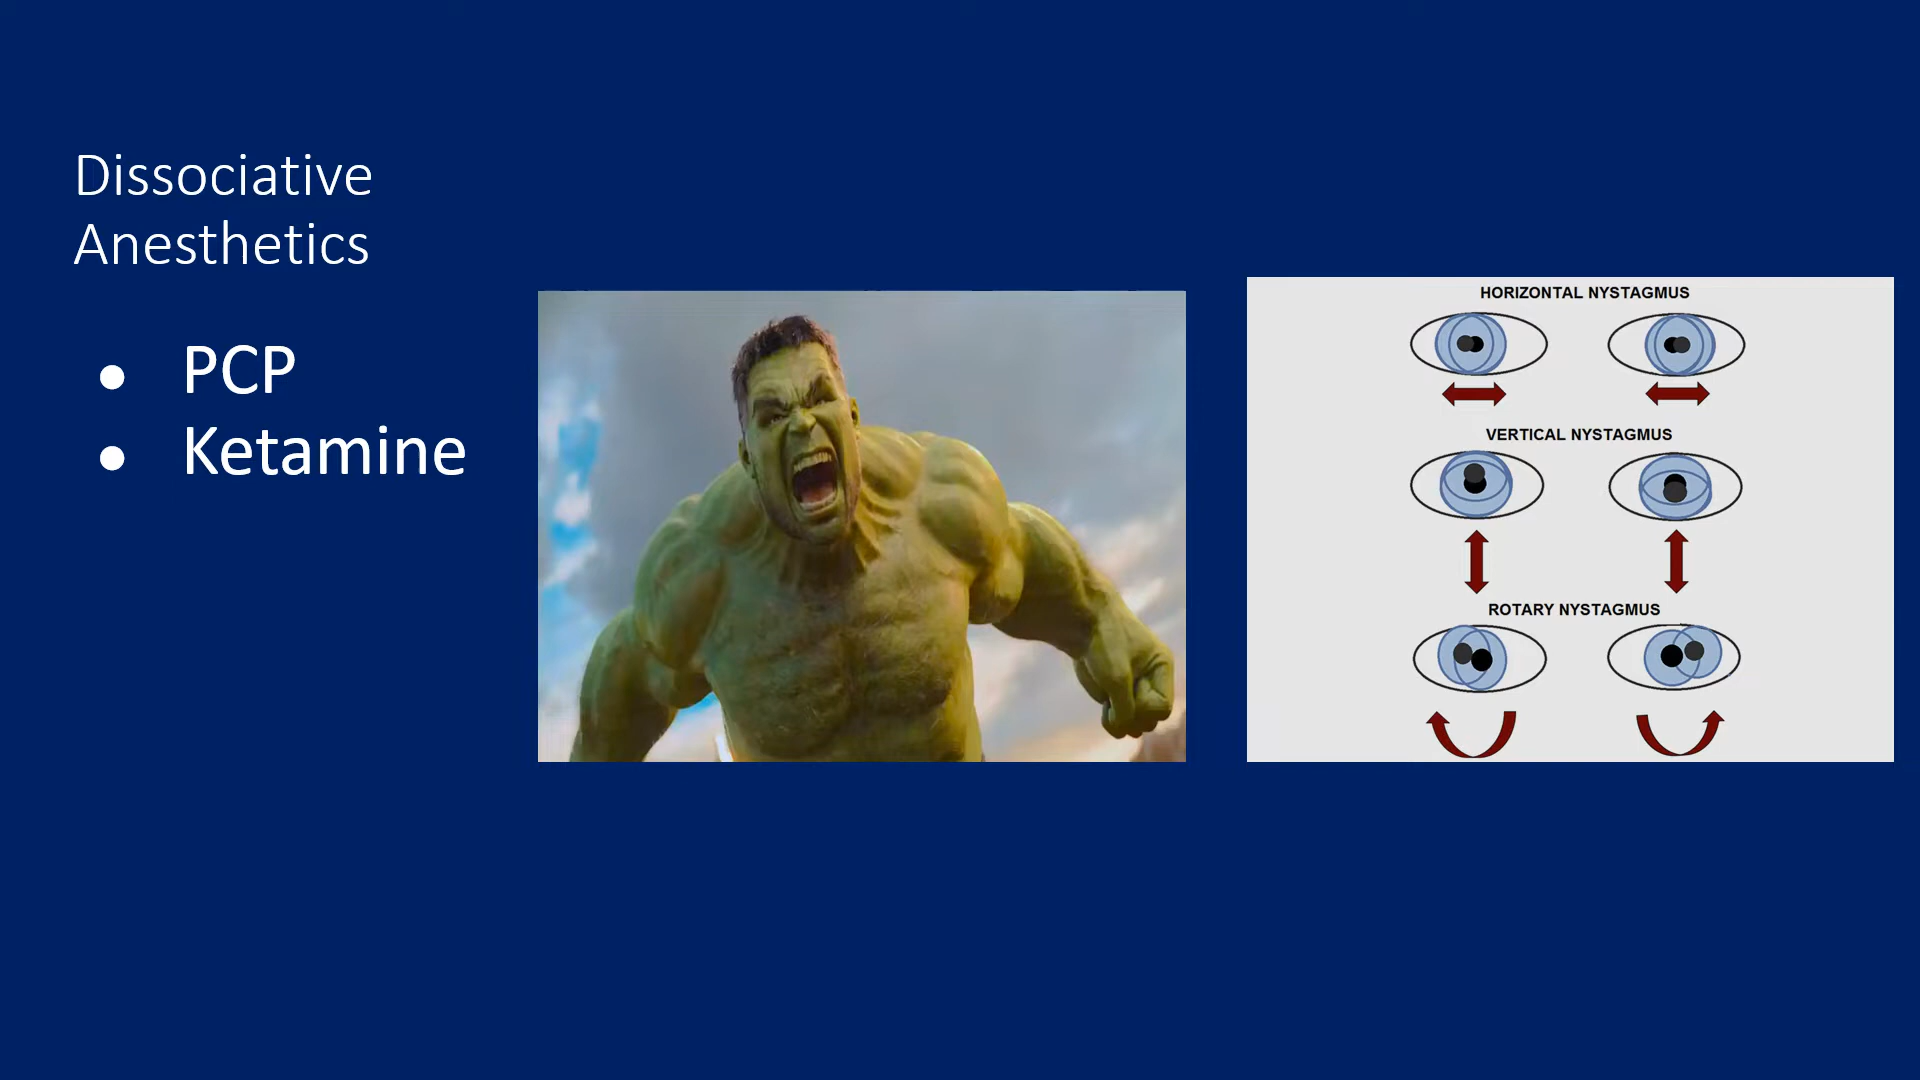 Dissociative
Anesthetics
● PCP
● Ketamine
HORIZONTAL NYSTAGMUS
VERTICAL NYSTAGMUS
ROTARY NYSTAGMUS